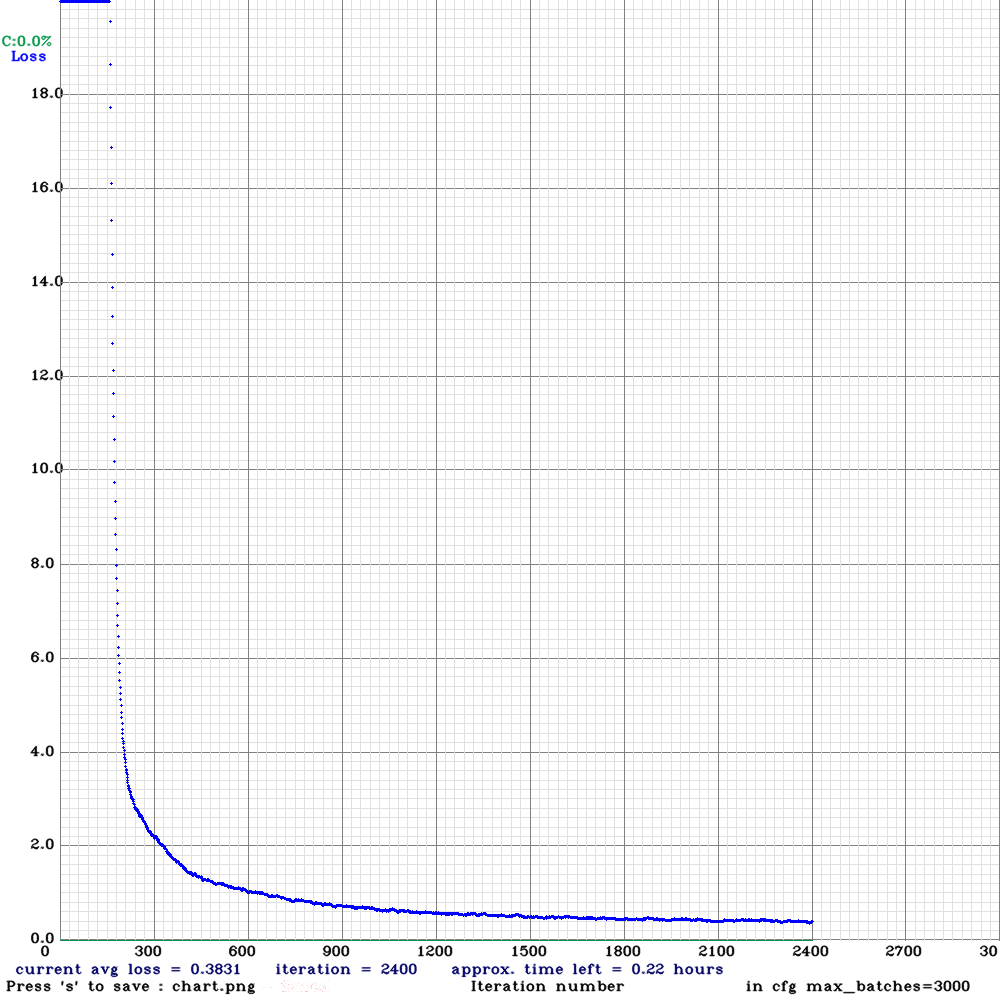 C:0.0%
Loss
18.0
16.0
14.0
12.0
10.0
8.0
6.0
4.0
2.0
0.0
0 300 600 900 1200 1500 1800 2100 2400 2700 30
current avg loss = 0.3831 iteration = 2400 approx. time left = 0.22 hours
Press 's' to save : chart.png Iteration number in cfg max_batches=3000